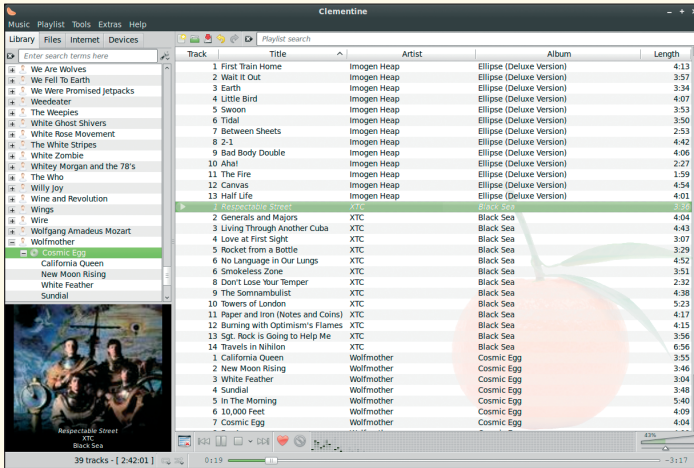 Clementine
Music Playlist Tools Extras Help
Library Files Internet Devices
Enter search terms here
We Are Wolves
We Fell To Earth
We Were Promised Jetpacks
Weedeater
The Weepies
White Ghost Shivers
White Rose Movement
The White Stripes
White Zombie
Whitey Morgan and the 78's
The Who
Willy Joy
Wine and Revolution
Wings
Wire
Wolfgang Amadeus Mozart
Wolfmother
Cosmic Egg
California Queen
New Moon Rising
White Feather
Sundial
Respectable Street
XTC
Black Sea
39 tracks - [ 2:42:01 ]
Playlist search
Track Title Artist Album Length
1 First Train Home Imogen Heap Ellipse (Deluxe Version) 4:13
2 Wait It Out Imogen Heap Ellipse (Deluxe Version) 3:57
3 Earth Imogen Heap Ellipse (Deluxe Version) 3:34
4 Little Bird Imogen Heap Ellipse (Deluxe Version) 4:07
5 Swoon Imogen Heap Ellipse (Deluxe Version) 3:53
6 Tidal Imogen Heap Ellipse (Deluxe Version) 3:50
7 Between Sheets Imogen Heap Ellipse (Deluxe Version) 2:53
8 2-1 Imogen Heap Ellipse (Deluxe Version) 4:42
9 Bad Body Double Imogen Heap Ellipse (Deluxe Version) 4:06
10 Aha! Imogen Heap Ellipse (Deluxe Version) 2:27
11 The Fire Imogen Heap Ellipse (Deluxe Version) 1:59
12 Canvas Imogen Heap Ellipse (Deluxe Version) 4:54
13 Half Life Imogen Heap Ellipse (Deluxe Version) 4:01
1 Respectable Street XTC Black Sea 3:36
2 Generals and Majors XTC Black Sea 4:04
3 Living Through Another Cuba XTC Black Sea 4:43
4 Love at First Sight XTC Black Sea 3:07
5 Rocket from a Bottle XTC Black Sea 3:29
6 No Language in Our Lungs XTC Black Sea 4:52
6 Smokeless Zone XTC Black Sea 3:51
8 Don't Lose Your Temper XTC Black Sea 2:32
9 The Somnambulist XTC Black Sea 4:38
10 Towers of London XTC Black Sea 5:23
11 Paper and Iron (Notes and Coins) XTC Black Sea 4:17
12 Burning with Optimism's Flames XTC Black Sea 4:15
13 Sgt. Rock is Going to Help Me XTC Black Sea 3:56
14 Travels in Nihilon XTC Black Sea 6:56
1 California Queen Wolfmother Cosmic Egg 3:55
2 New Moon Rising Wolfmother Cosmic Egg 3:46
3 White Feather Wolfmother Cosmic Egg 3:04
4 Sundial Wolfmother Cosmic Egg 3:48
5 In The Morning Wolfmother Cosmic Egg 5:40
6 10,000 Feet Wolfmother Cosmic Egg 4:09
7 Cosmic Egg Wolfmother Cosmic Egg 4:04
43%
0:19 -3:17